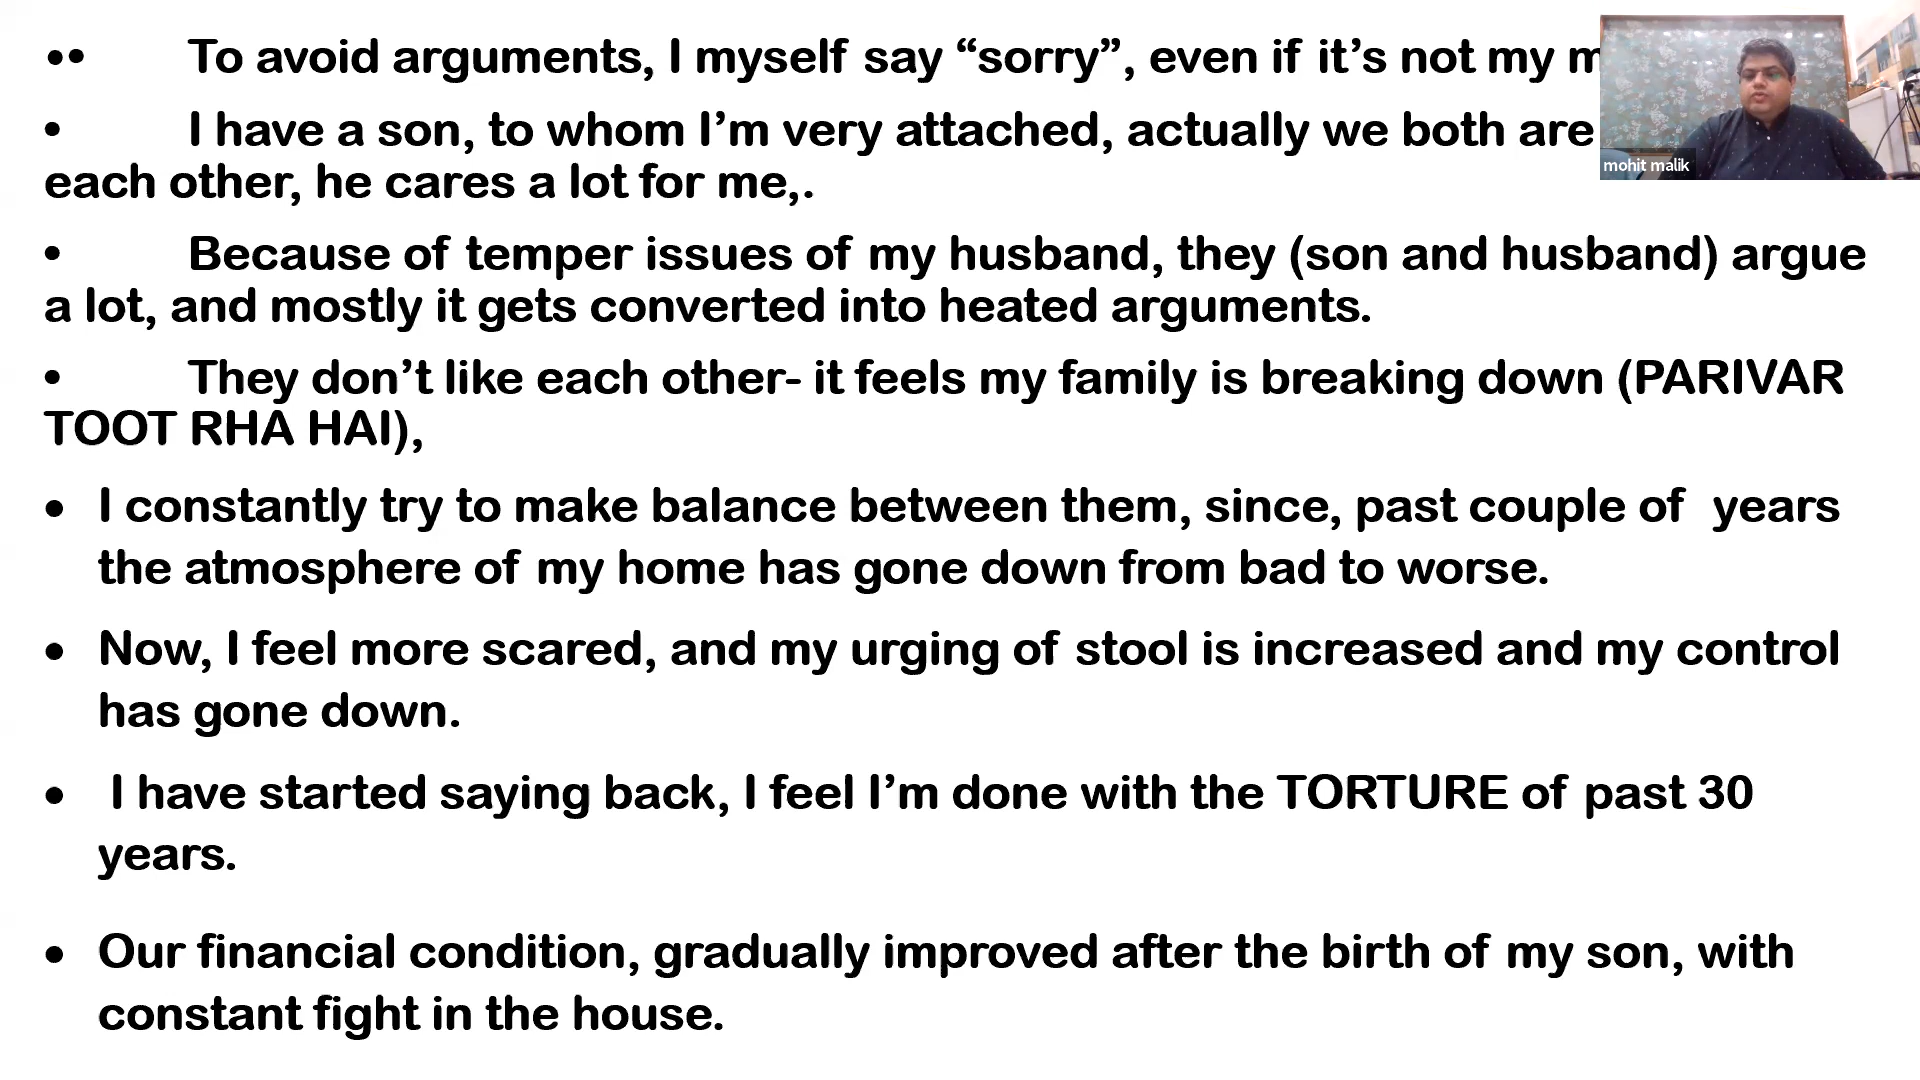 •• To avoid arguments, I myself say “sorry”, even if it’s not my
• I have a son, to whom I’m very attached, actually we both are
each other, he cares a lot for me,.
• Because of temper issues of my husband, they (son and husband) argue
a lot, and mostly it gets converted into heated arguments.
• They don’t like each other- it feels my family is breaking down (PARIVAR
TOOT RHA HAI),
• I constantly try to make balance between them, since, past couple of years
the atmosphere of my home has gone down from bad to worse.
• Now, I feel more scared, and my urging of stool is increased and my control
has gone down.
• I have started saying back, I feel I’m done with the TORTURE of past 30
years.
• Our financial condition, gradually improved after the birth of my son, with
constant fight in the house.
mohit malik